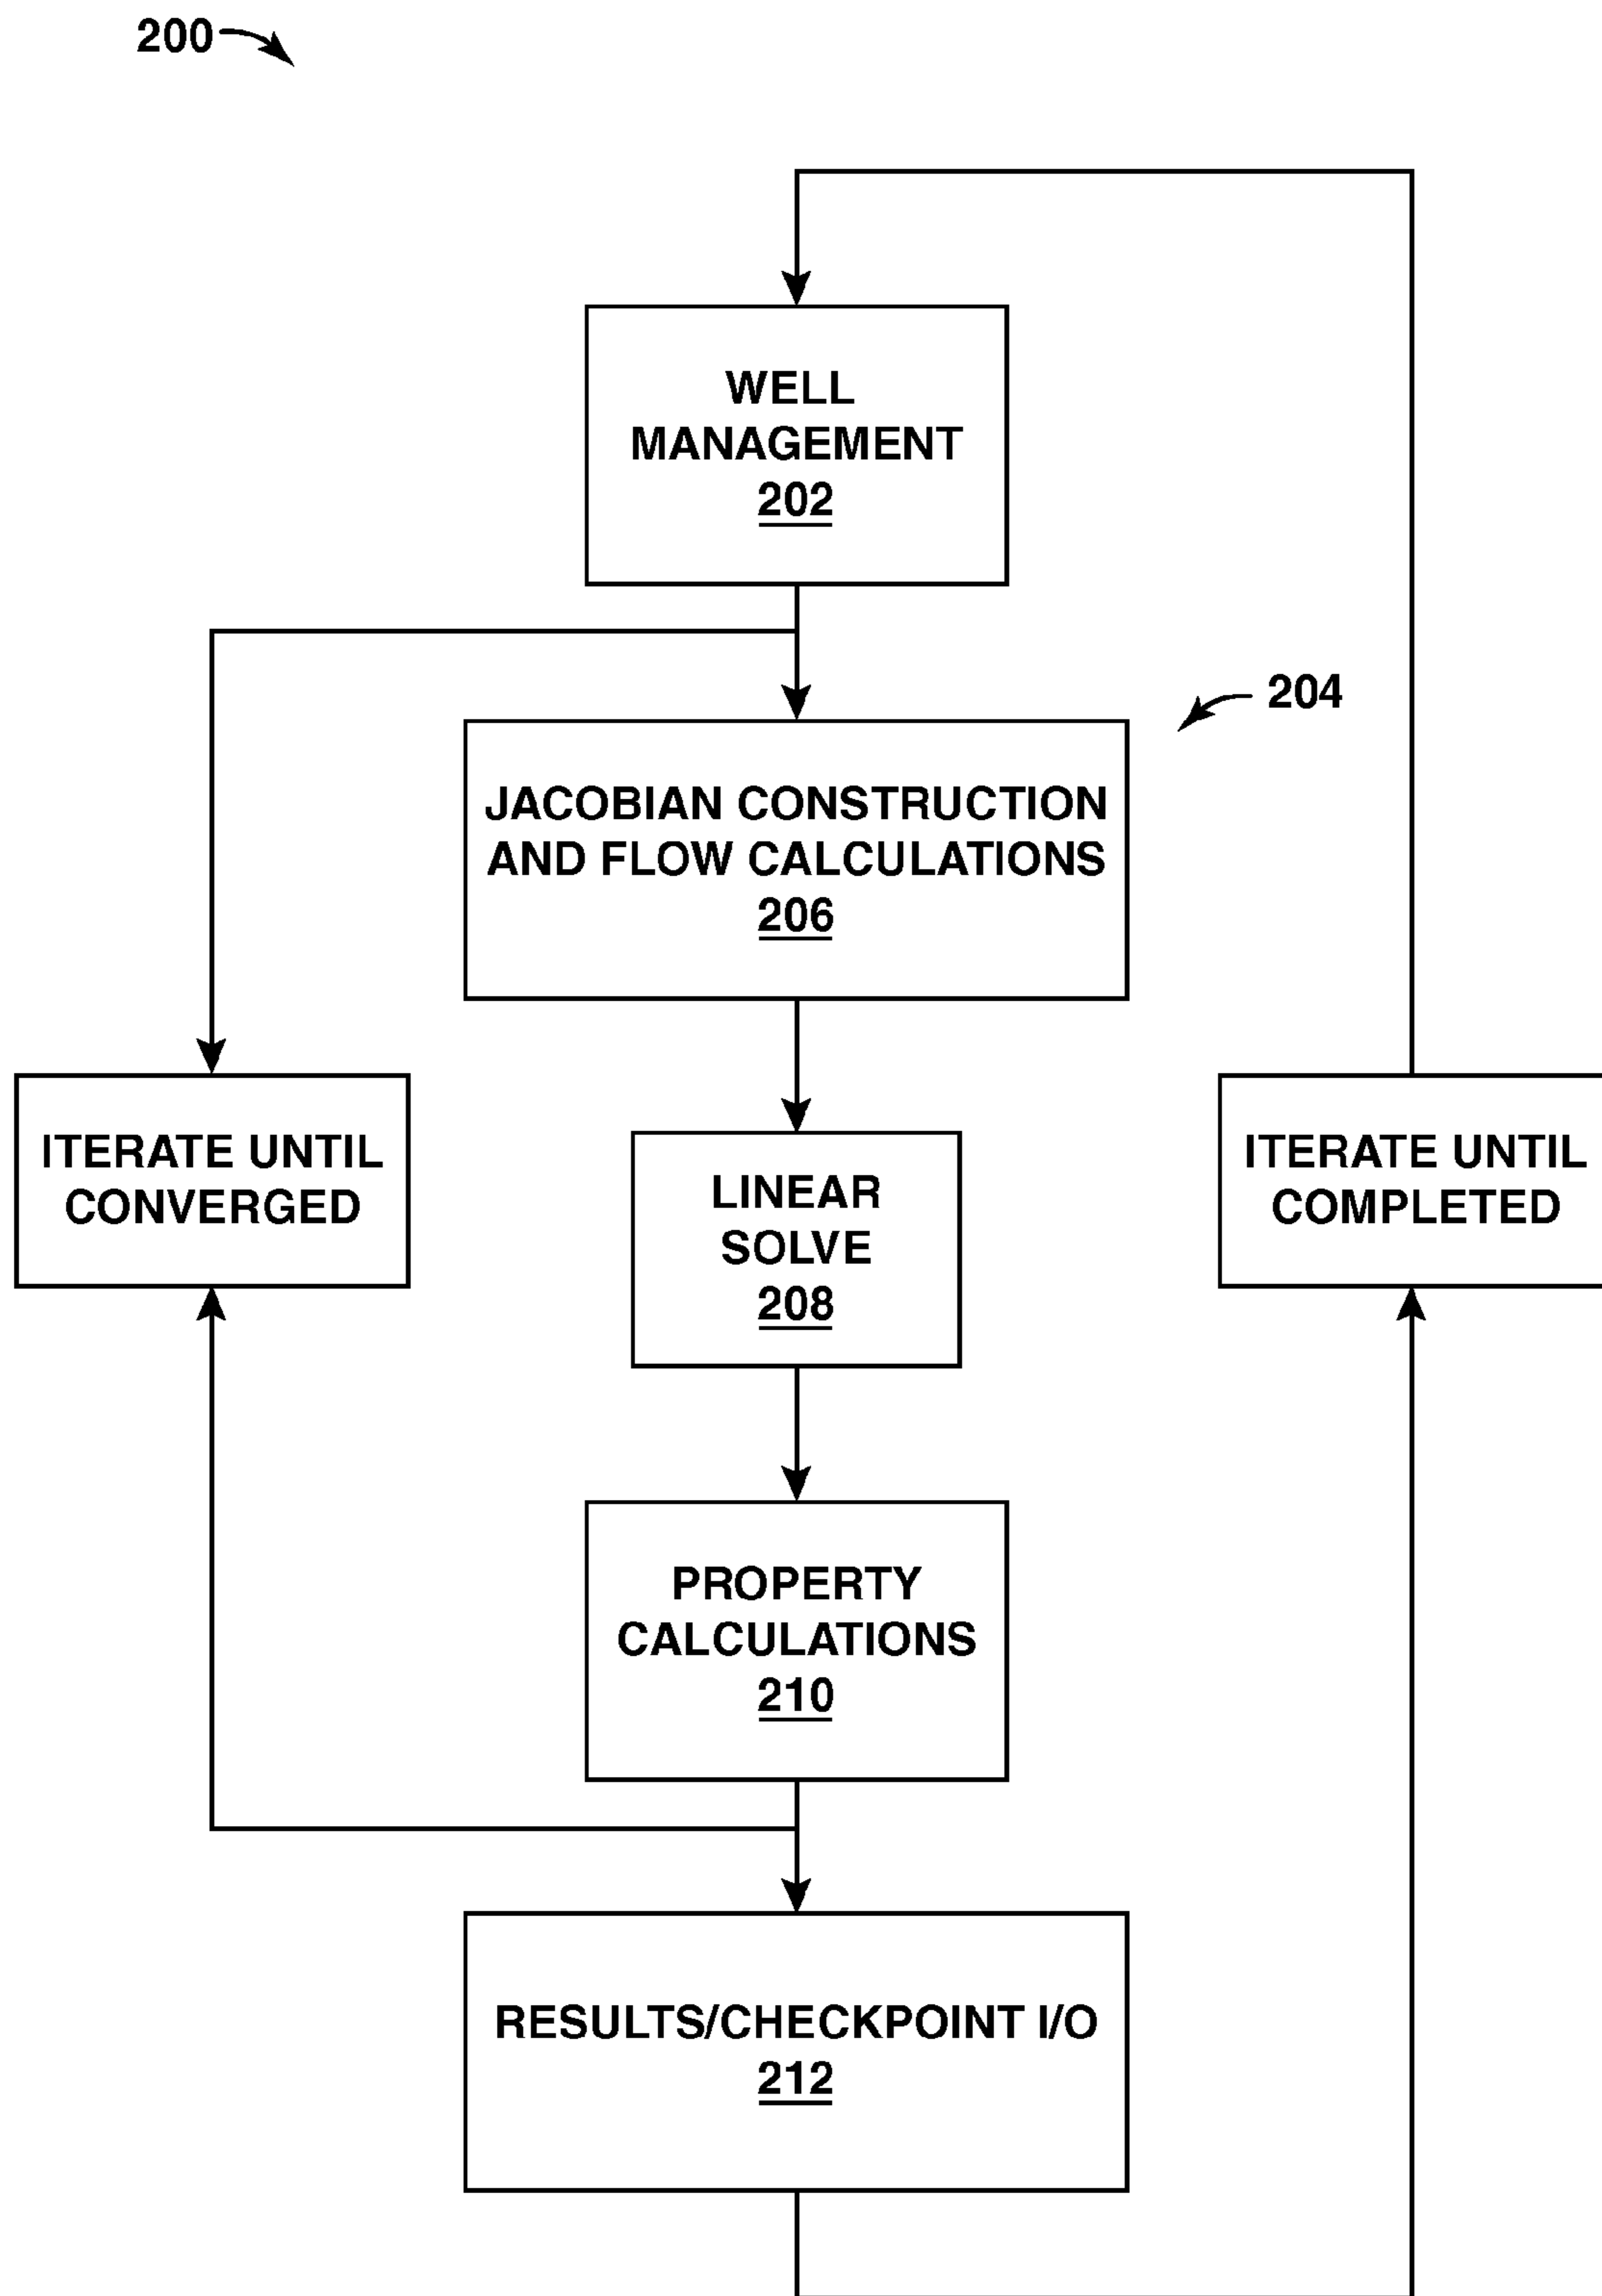 200
WELL
MANAGEMENT
202
204
JACOBIAN CONSTRUCTION
AND FLOW CALCULATIONS
206
ITERATE UNTIL
CONVERGED
LINEAR
SOLVE
208
ITERATE UNTIL
COMPLETED
PROPERTY
CALCULATIONS
210
RESULTS/CHECKPOINT I/O
212